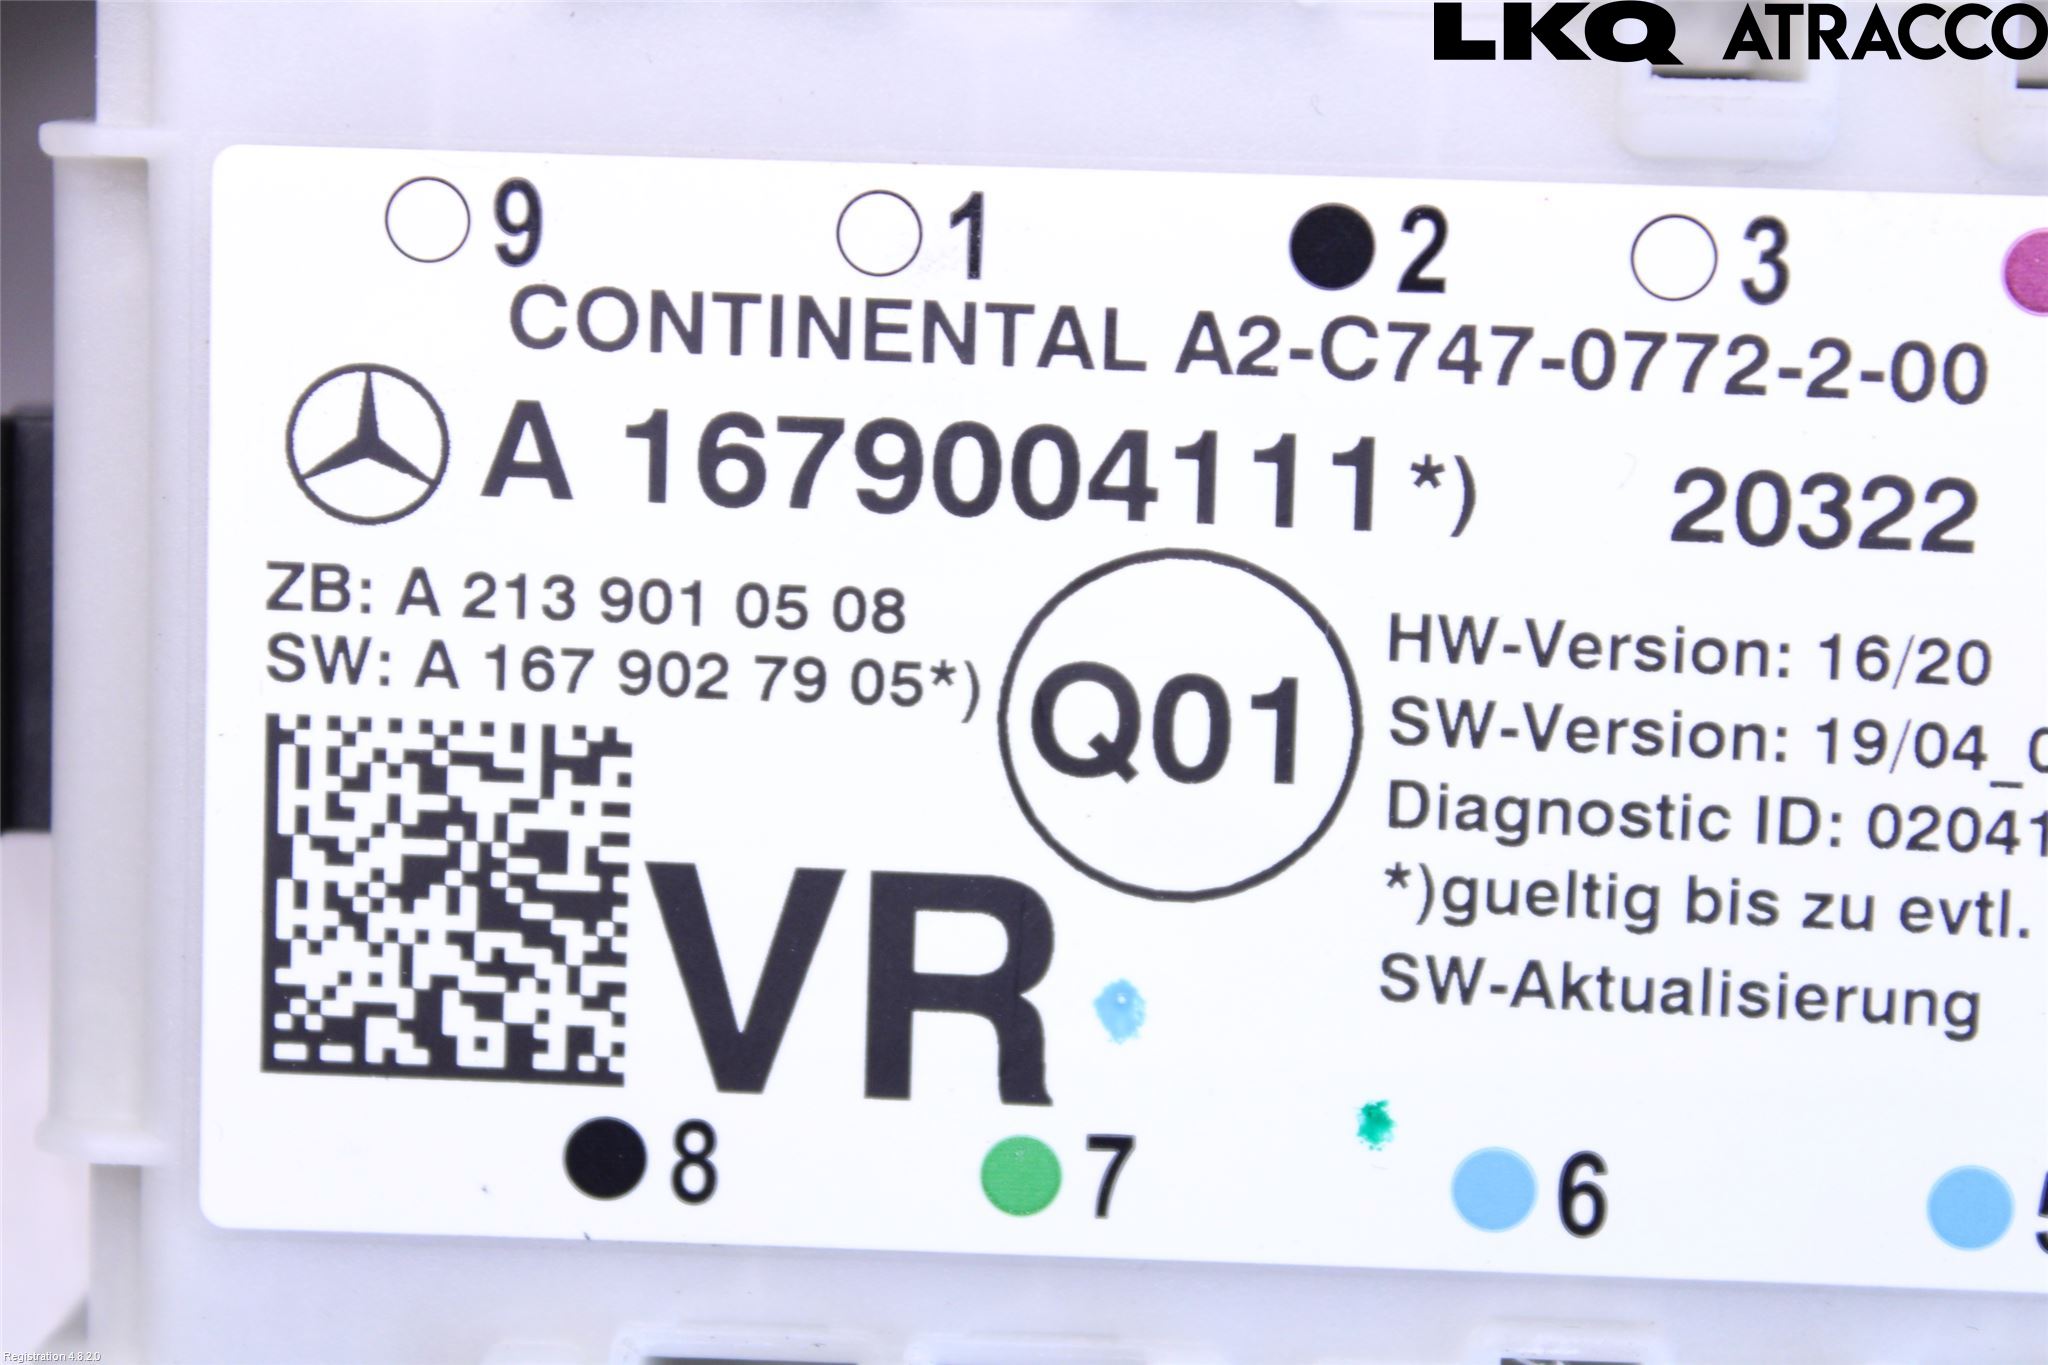 LKQ ATRACCO
9 1 2 3
CONTINENTAL A2-C747-0772-2-00
A 1679004111*) 20322
ZB: A 213 901 05 08
SW: A 167 902 79 05*)
Q01
HW-Version: 16/20
SW-Version: 19/04_0
Diagnostic ID: 02041
*)gueltig bis zu evtl.
SW-Aktualisierung
VR
8 7 6 5
Registration 4.8.2.0